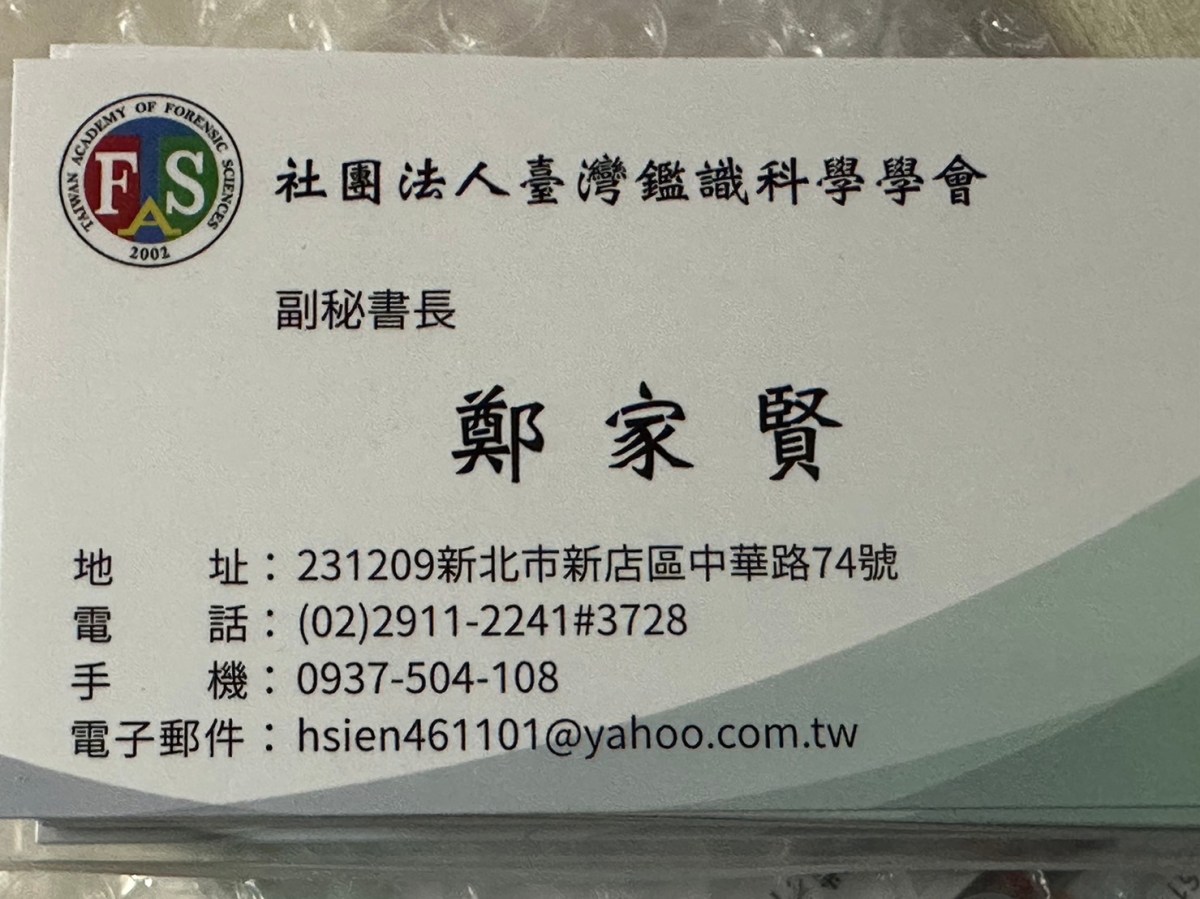 TAIWAN ACADEMY OF FORENSIC SCIENCES
FTAS
2002
社團法人臺灣鑑識科學學會
副秘書長
鄭家賢
地址：231209新北市新店區中華路74號
電話：(02)2911-2241#3728
手機：0937-504-108
電子郵件：hsien461101@yahoo.com.tw